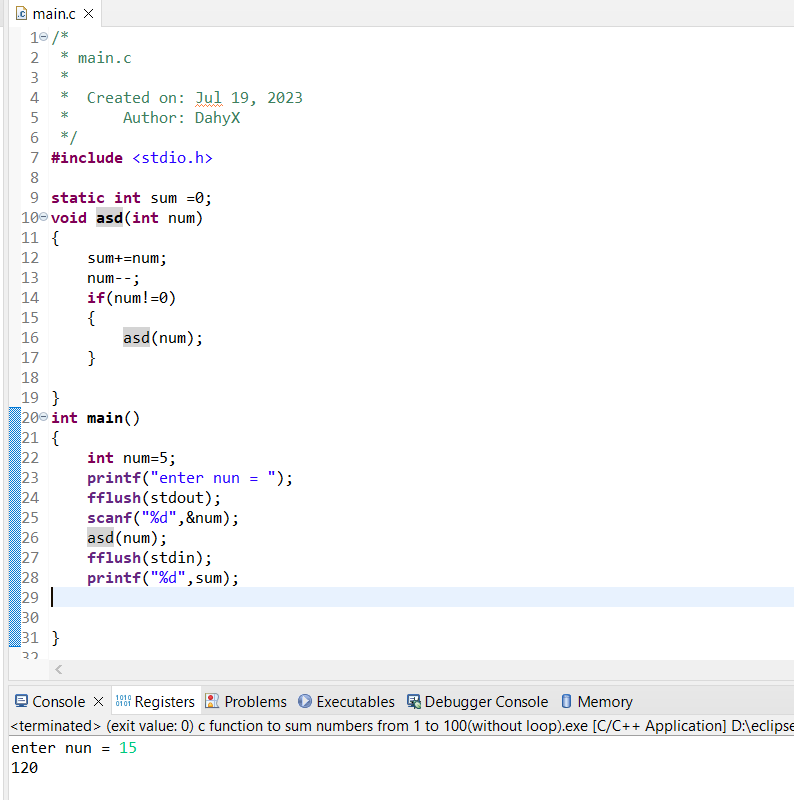 main.c
1 /*
2  * main.c
3  *
4  *  Created on: Jul 19, 2023
5  *      Author: DahyX
6  */
7 #include <stdio.h>
8
9 static int sum =0;
10 void asd(int num)
11 {
12     sum+=num;
13     num--;
14     if(num!=0)
15     {
16         asd(num);
17     }
18
19 }
20 int main()
21 {
22     int num=5;
23     printf("enter nun = ");
24     fflush(stdout);
25     scanf("%d",&num);
26     asd(num);
27     fflush(stdin);
28     printf("%d",sum);
29
30
31 }
32
Console Registers Problems Executables Debugger Console Memory
<terminated> (exit value: 0) c function to sum numbers from 1 to 100(without loop).exe [C/C++ Application] D:\eclipse
enter nun = 15
120